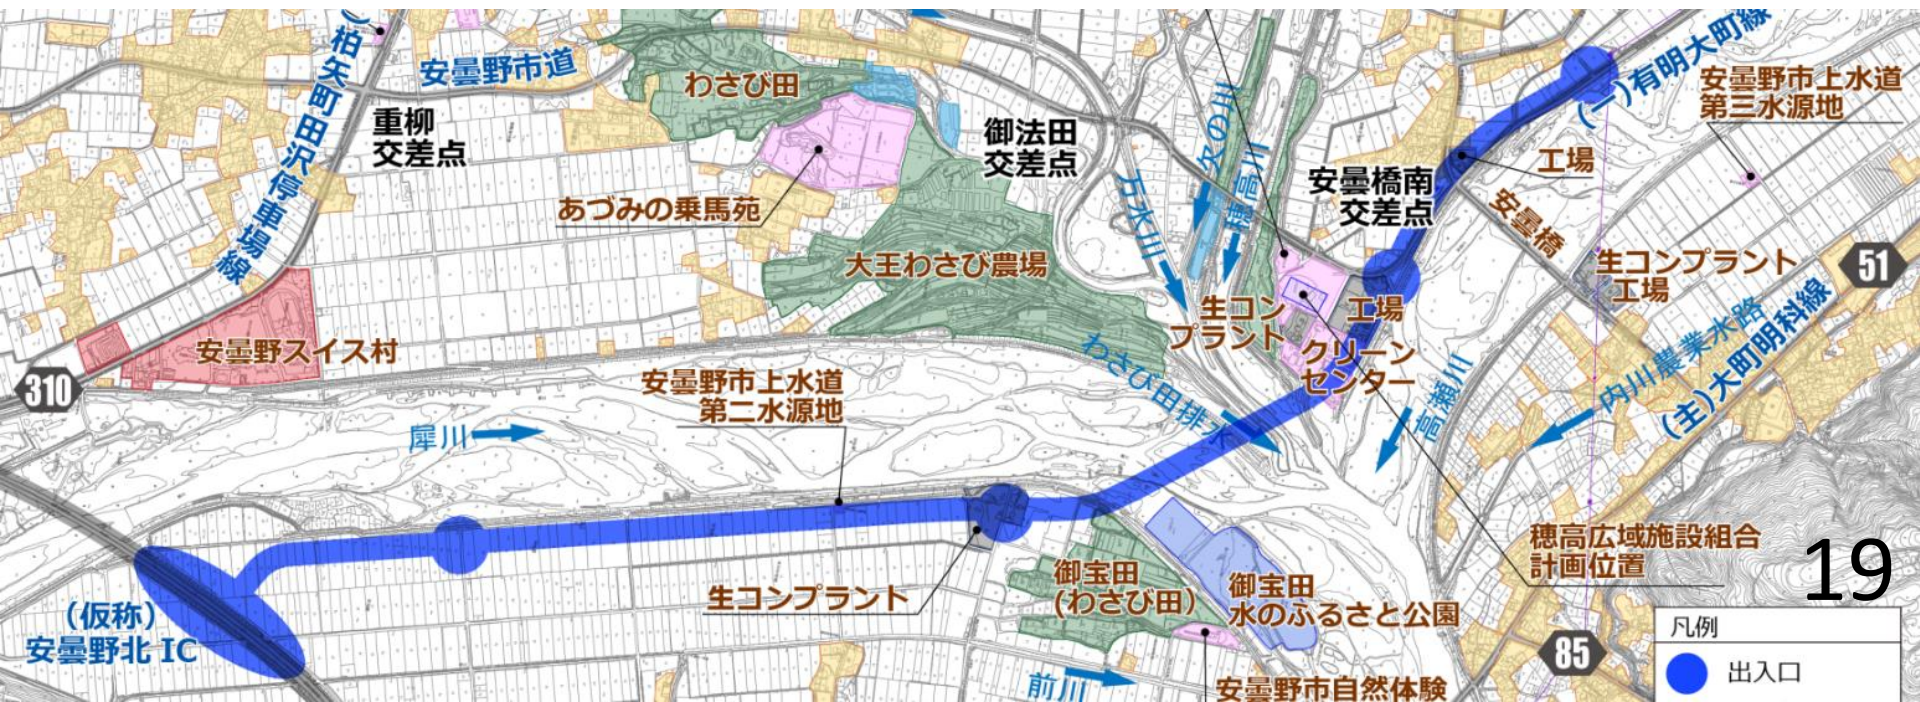 柏矢町田沢停車場線
安曇野市道
わさび田
重柳
交差点
御法田
交差点
あづみの乗馬苑
大王わさび農場
万水川
欠の川
穂高川
安曇橋南
交差点
(一)有明大町線
安曇野市上水道
第三水源地
工場
安曇橋
生コンプラント
工場
51
生コン
プラント
工場
クリーン
センター
安曇野スイス村
310
安曇野市上水道
第二水源地
わさび田排水
高瀬川
内川農業水路
(主)大町明科線
犀川
穂高広域施設組合
計画位置
19
生コンプラント
御宝田
(わさび田)
御宝田
水のふるさと公園
(仮称)
安曇野北 IC
前川
安曇野市自然体験
85
凡例
出入口